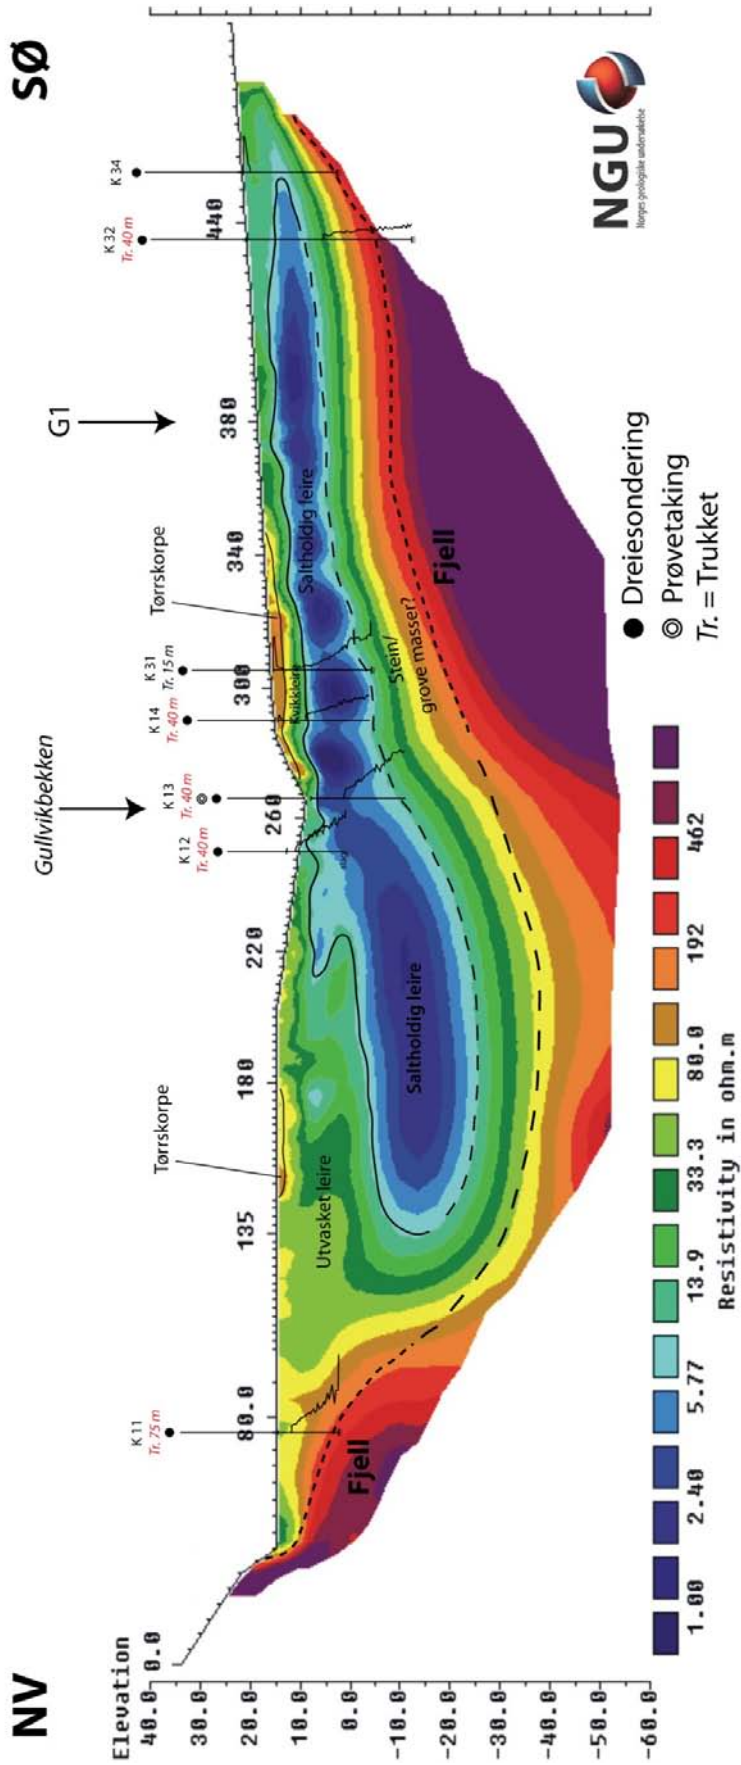 NV
SØ
Gullvikbekken
G1
K 11
Tr. 75 m
K 12
Tr. 40 m
K 13
Tr. 40 m
K 14
Tr. 40 m
K 31
Tr. 15 m
K 32
Tr. 40 m
K 34
Tørrskorpe
Tørrskorpe
Elevation
0.0
80.0
135
180
220
260
300
340
380
440
40.0
30.0
20.0
10.0
0.0
-10.0
-20.0
-30.0
-40.0
-50.0
-60.0
Utvasket leire
Kvikkleire
Saltholdig leire
Saltholdig leire
Stein/
grove masser?
Fjell
Fjell
NGU
Norges geologiske undersøkelse
1.00
2.40
5.77
13.9
33.3
80.0
192
462
Resistivity in ohm.m
Dreiesondering
Prøvetaking
Tr. = Trukket